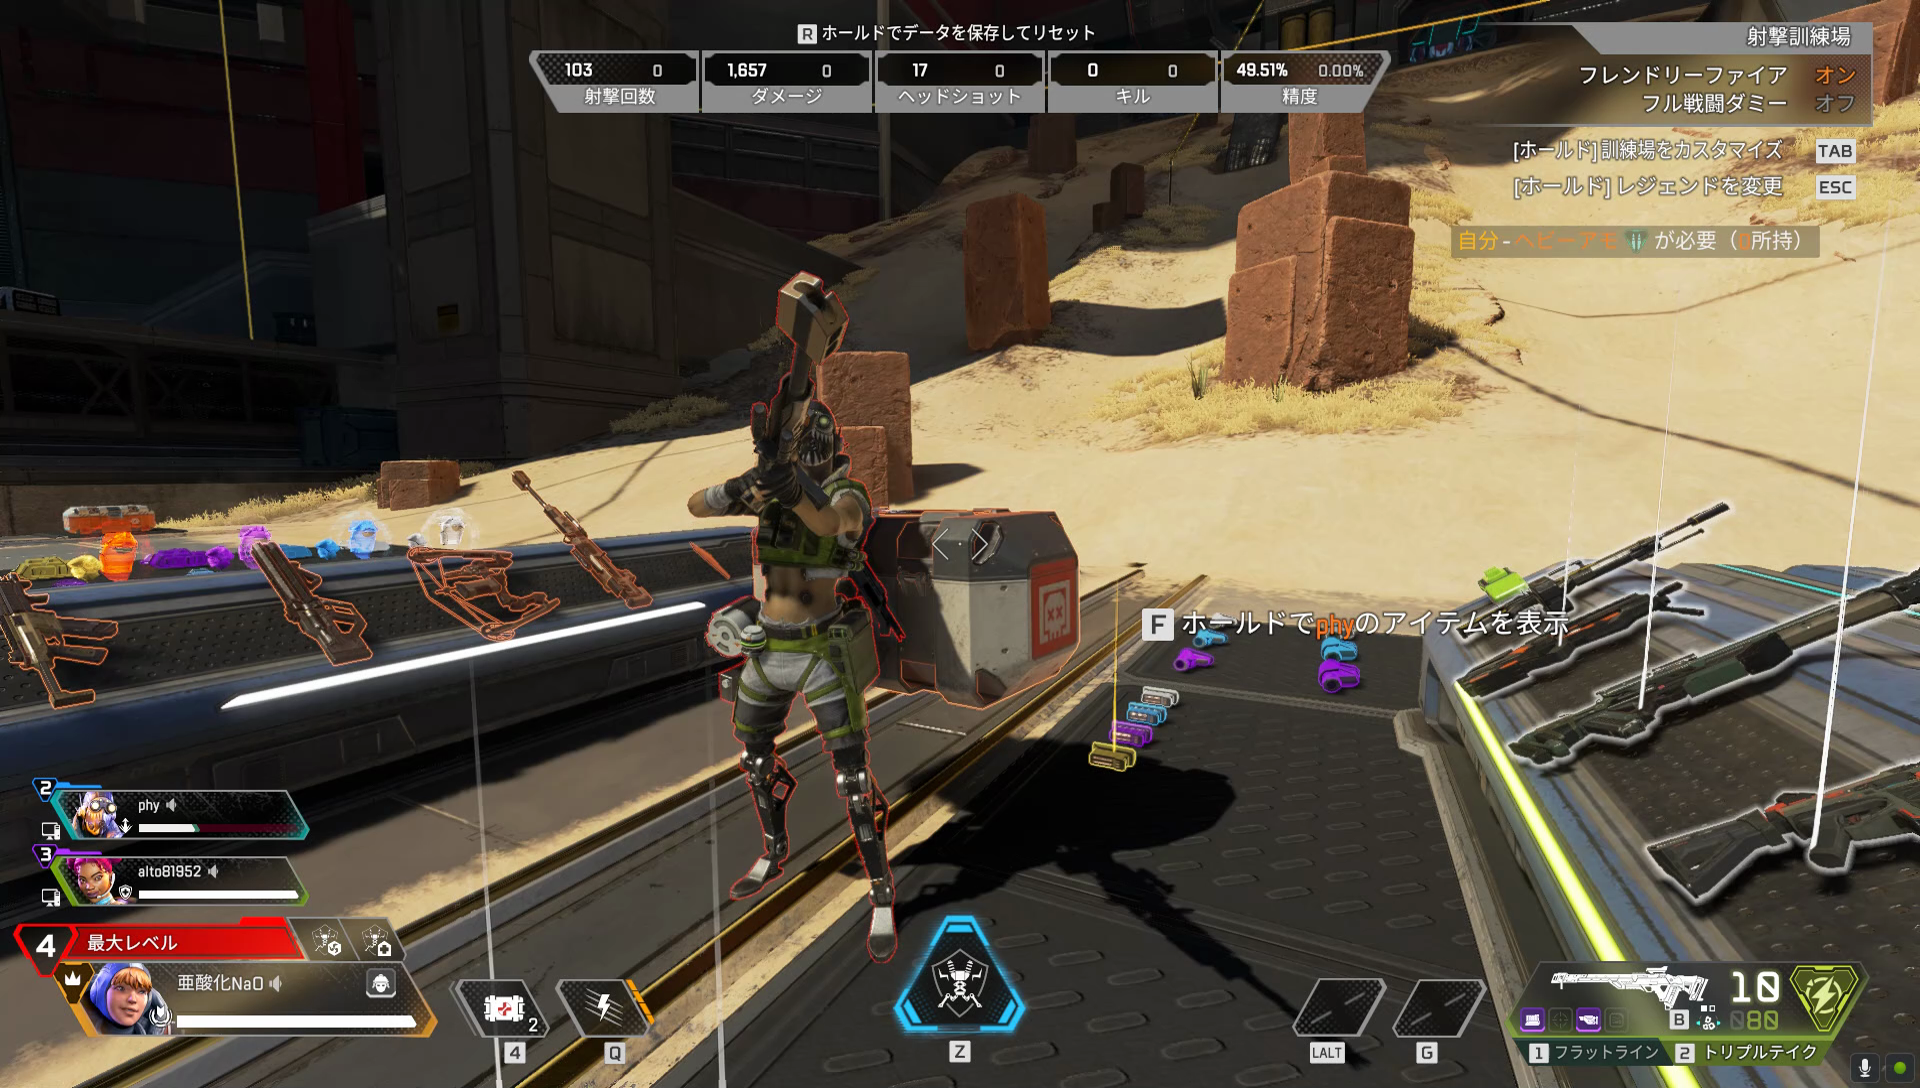 R ホールドでデータを保存してリセット
103 0 1,657 0 17 0 0 0 49.51% 0.00%
射撃回数 ダメージ ヘッドショット キル 精度
射撃訓練場
フレンドリーファイア オン
フル戦闘ダミー オフ
[ホールド]訓練場をカスタマイズ TAB
[ホールド]レジェンドを変更 ESC
自分-ヘビーアモ が必要（0所持）
F ホールドでphyのアイテムを表示
2
phy
3
alto81952
4 最大レベル
亜酸化NaO
2
4 Q Z LALT G
10
B 080
1 フラットライン 2 トリプルテイク